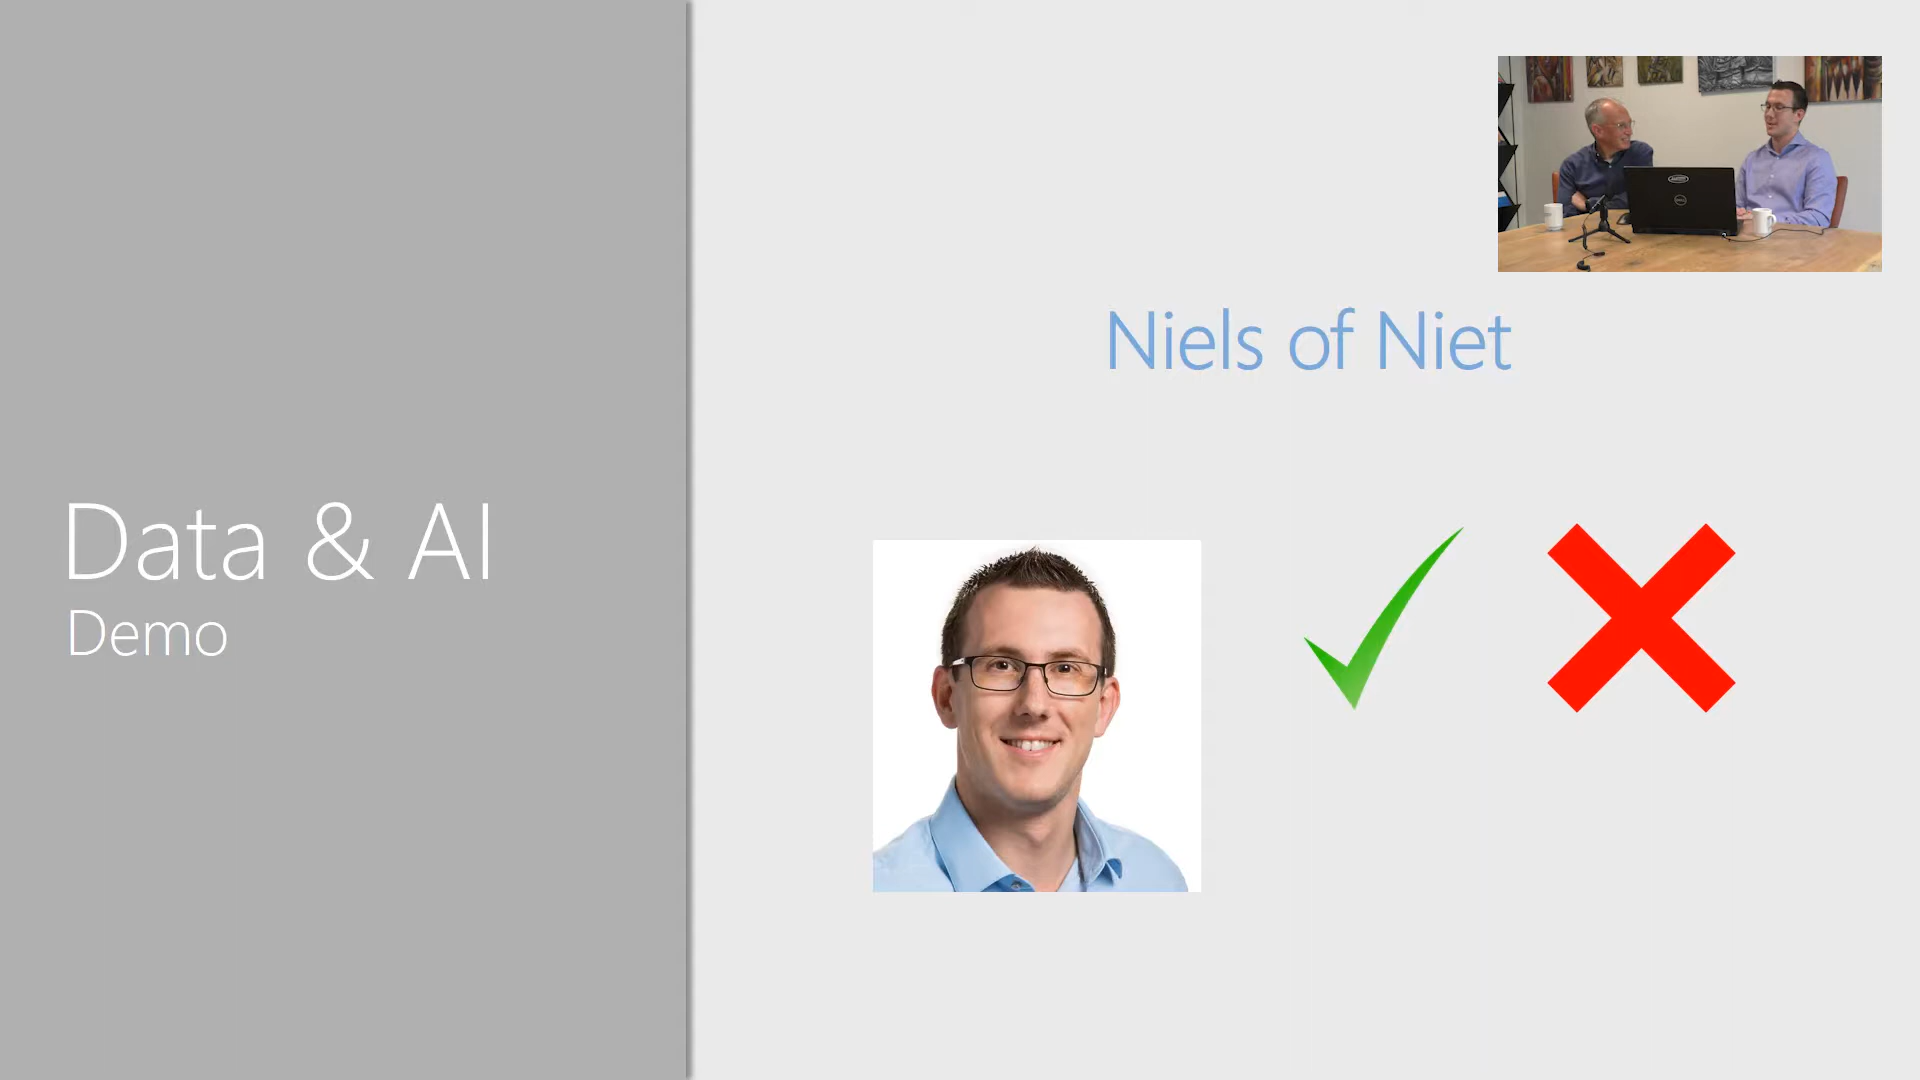 Data & AI
Demo
Niels of Niet